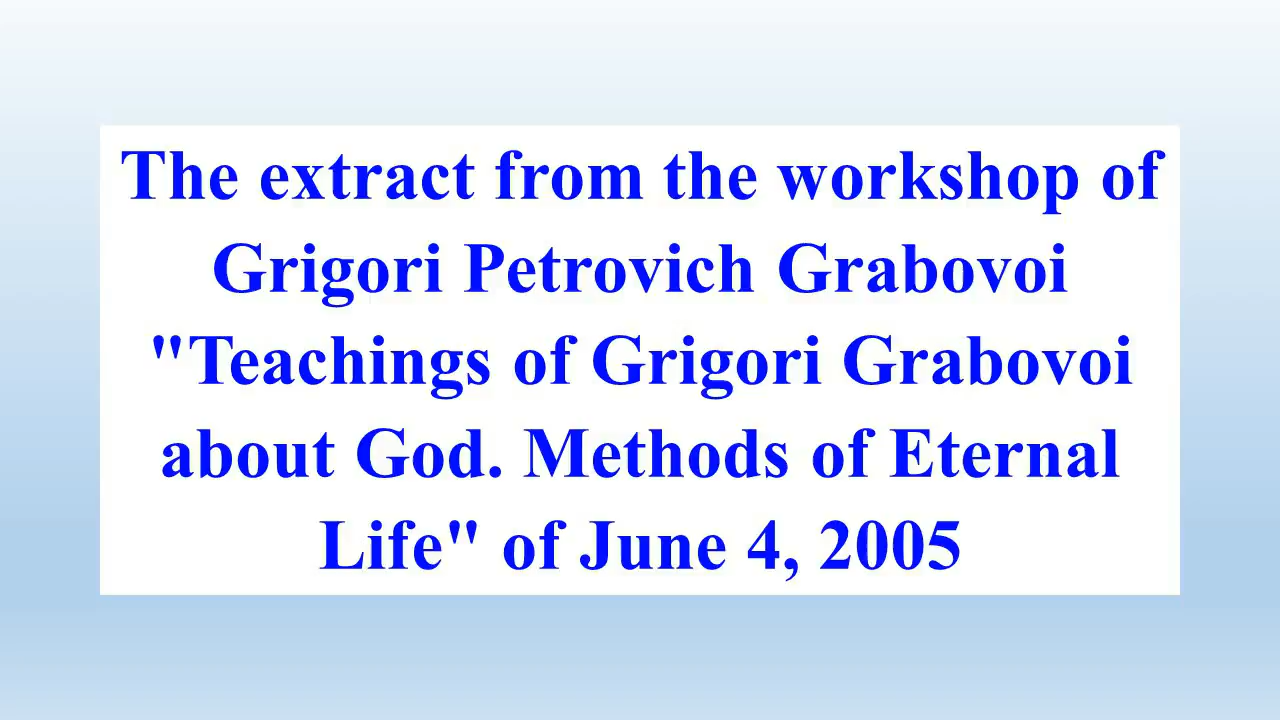 The extract from the workshop of
Grigori Petrovich Grabovoi
"Teachings of Grigori Grabovoi
about God. Methods of Eternal
Life" of June 4, 2005